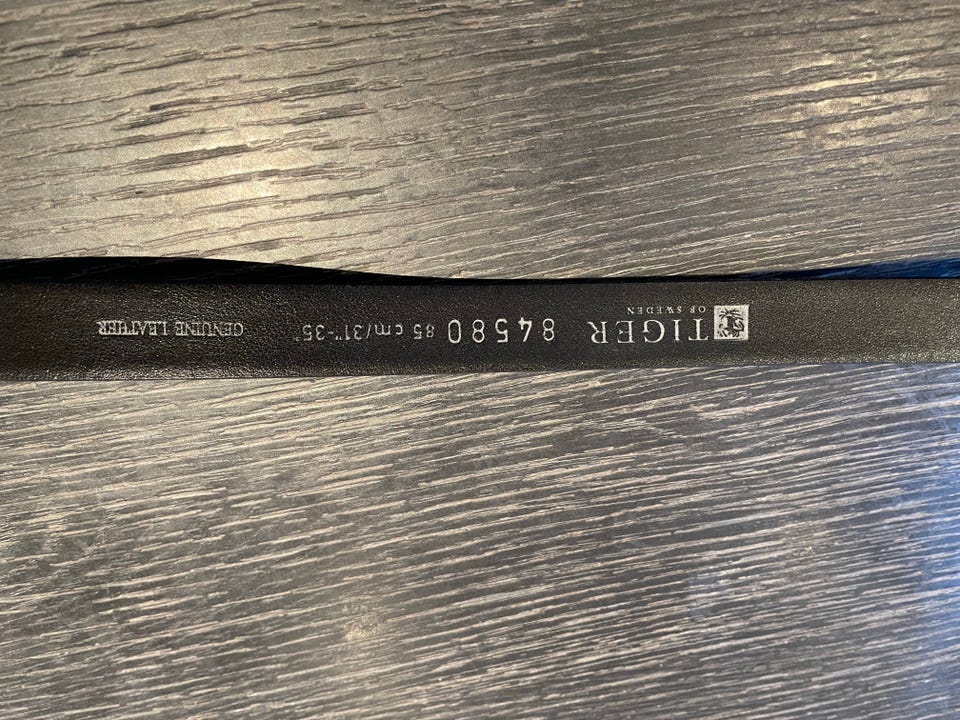 TIGER
OF SWEDEN
84580 85 cm/31"-35"
GENUINE LEATHER